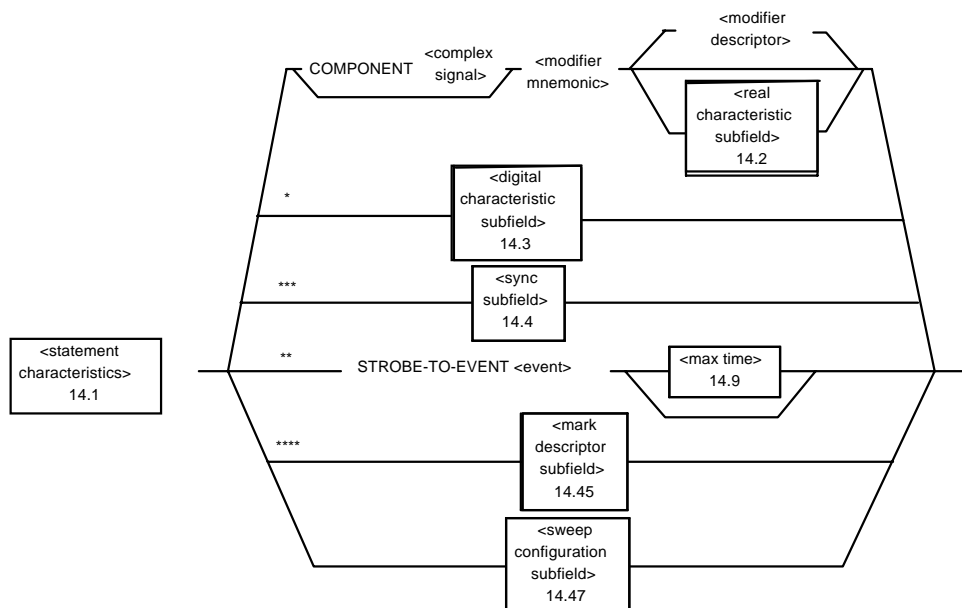 <modifier
descriptor>
COMPONENT <complex
signal> <modifier
mnemonic>
<real
characteristic
subfield>
14.2
*
<digital
characteristic
subfield>
14.3
***
<sync
subfield>
14.4
<statement
characteristics>
14.1
**
STROBE-TO-EVENT <event>
<max time>
14.9
****
<mark
descriptor
subfield>
14.45
<sweep
configuration
subfield>
14.47